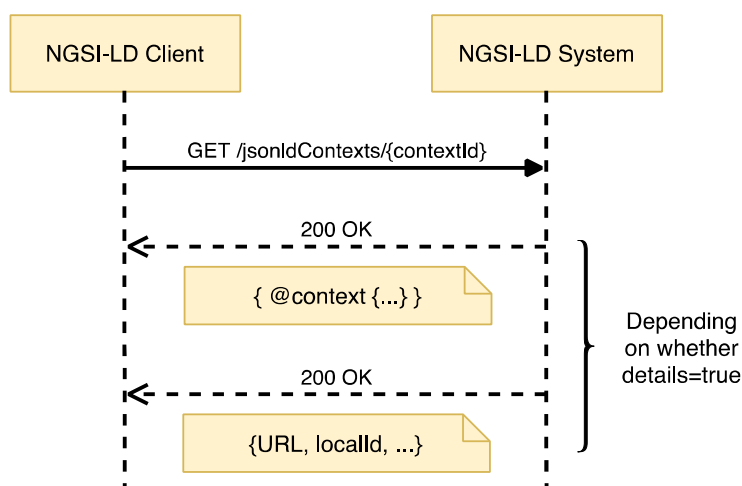 NGSI-LD Client
NGSI-LD System
GET /jsonldContexts/{contextId}
200 OK
{ @context {...} }
Depending
on whether
details=true
200 OK
{URL, localId, ...}